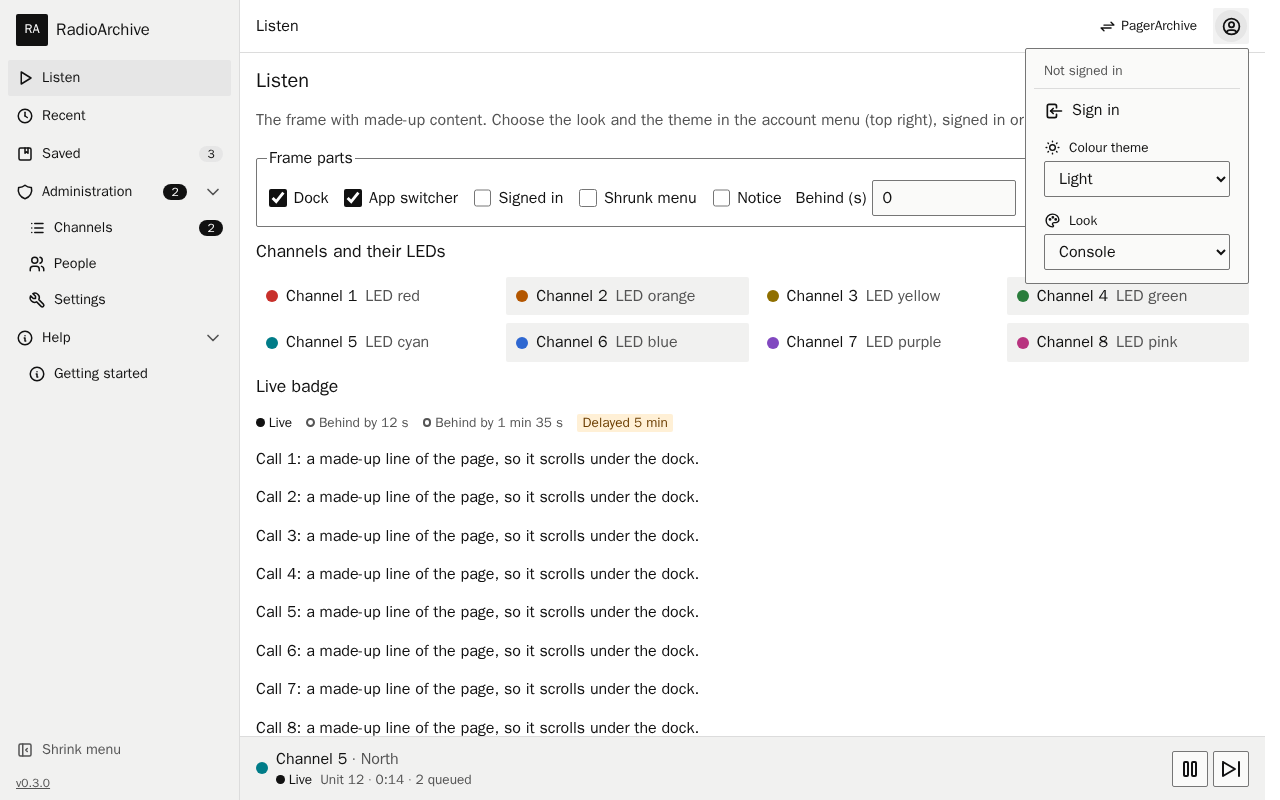 RA RadioArchive
Listen
Recent
Saved 3
Administration 2
Channels 2
People
Settings
Help
Getting started
Shrink menu
v0.3.0
Listen
PagerArchive
Not signed in
Sign in
Colour theme
Light
Look
Console
Listen
The frame with made-up content. Choose the look and the theme in the account menu (top right), signed in or
Frame parts
Dock App switcher Signed in Shrunk menu Notice Behind (s) 0
Channels and their LEDs
Channel 1 LED red Channel 2 LED orange Channel 3 LED yellow Channel 4 LED green
Channel 5 LED cyan Channel 6 LED blue Channel 7 LED purple Channel 8 LED pink
Live badge
Live Behind by 12 s Behind by 1 min 35 s Delayed 5 min
Call 1: a made-up line of the page, so it scrolls under the dock.
Call 2: a made-up line of the page, so it scrolls under the dock.
Call 3: a made-up line of the page, so it scrolls under the dock.
Call 4: a made-up line of the page, so it scrolls under the dock.
Call 5: a made-up line of the page, so it scrolls under the dock.
Call 6: a made-up line of the page, so it scrolls under the dock.
Call 7: a made-up line of the page, so it scrolls under the dock.
Call 8: a made-up line of the page, so it scrolls under the dock.
Channel 5 · North
Live Unit 12 · 0:14 · 2 queued